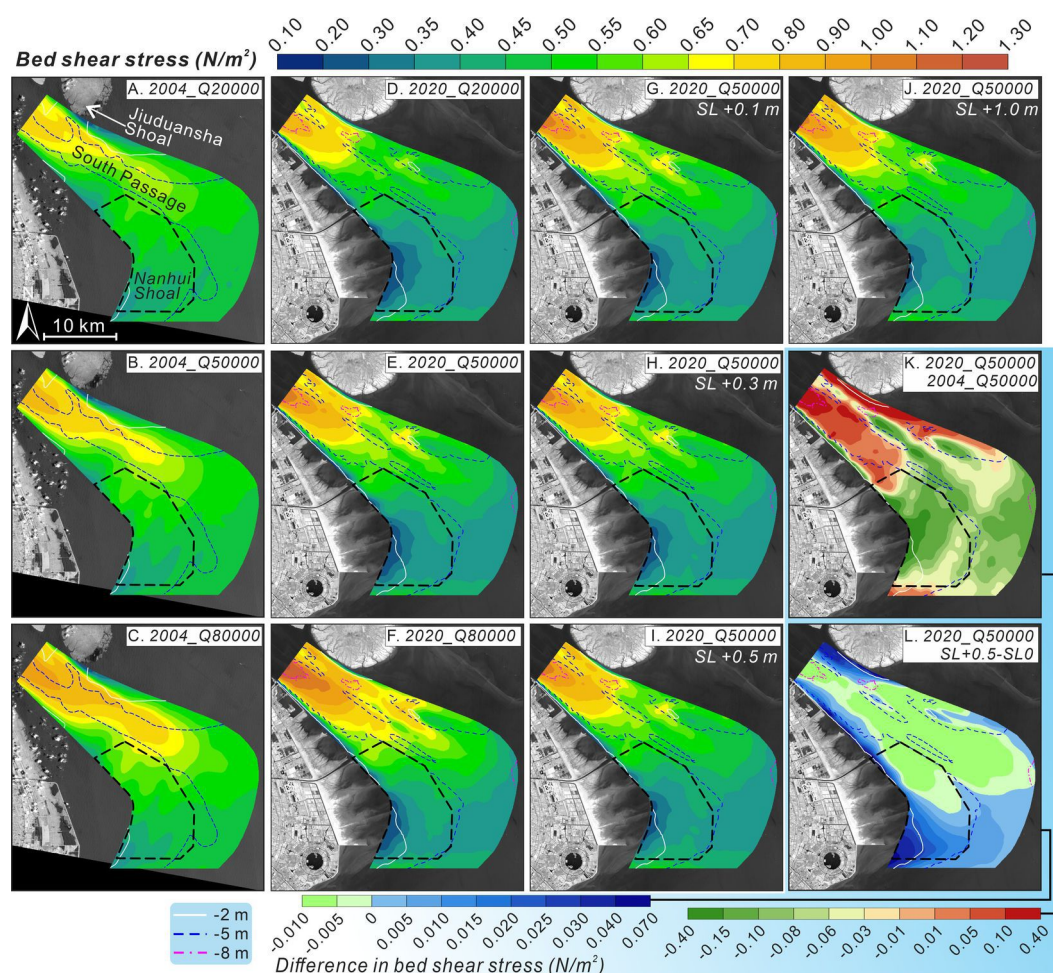 Bed shear stress (N/m²)
0.10 0.20 0.30 0.35 0.40 0.45 0.50 0.55 0.60 0.65 0.70 0.80 0.90 1.00 1.10 1.20 1.30
A. 2004_Q20000
Jiuduansha
Shoal
South Passage
Nanhui
Shoal
10 km
D. 2020_Q20000
G. 2020_Q50000
SL +0.1 m
J. 2020_Q50000
SL +1.0 m
B. 2004_Q50000
E. 2020_Q50000
H. 2020_Q50000
SL +0.3 m
K. 2020_Q50000
2004_Q50000
C. 2004_Q80000
F. 2020_Q80000
I. 2020_Q50000
SL +0.5 m
L. 2020_Q50000
SL+0.5-SL0
-2 m
-5 m
-8 m
-0.010 -0.005 0 0.010 0.015 0.020 0.025 0.030 0.040 0.050 0.070
-0.40 -0.15 -0.10 -0.08 -0.06 -0.03 -0.01 0.01 0.05 0.10 0.40
Difference in bed shear stress (N/m²)